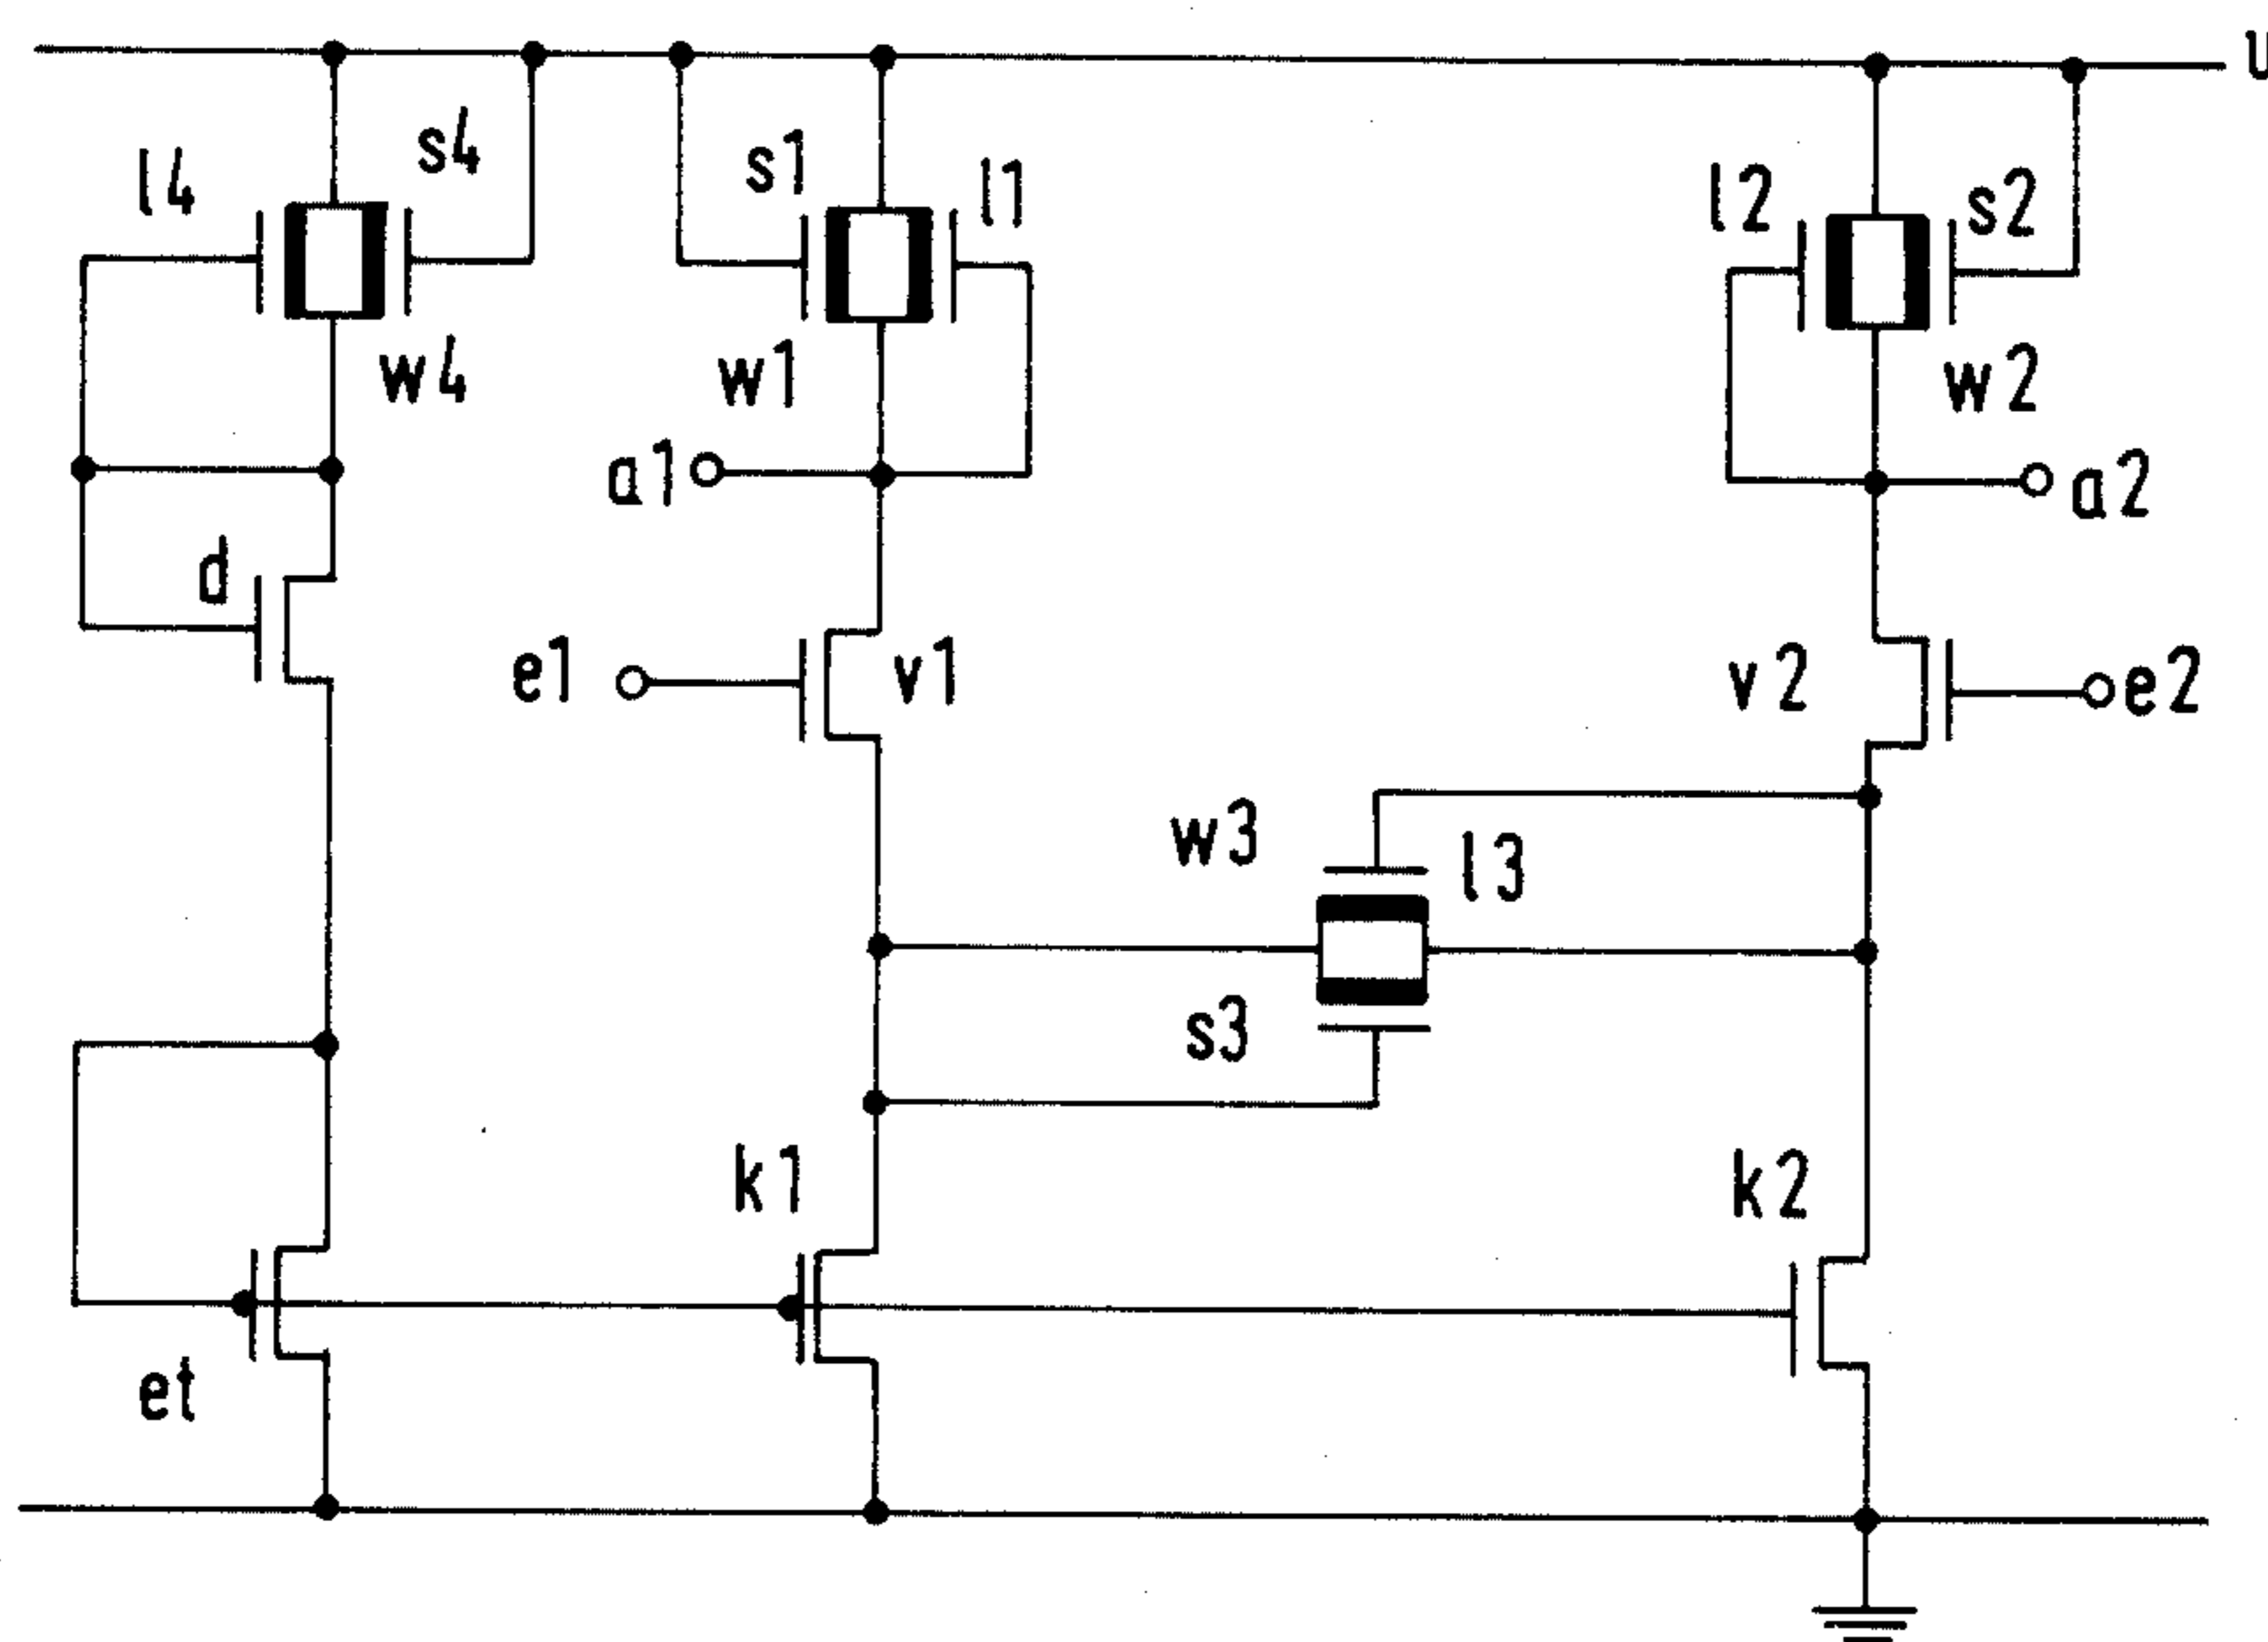 u
l4 s4 s1 l1 l2 s2
w4 w1 w2
a1 a2
d
e1 v1 v2 e2
w3 l3
s3
k1 k2
et